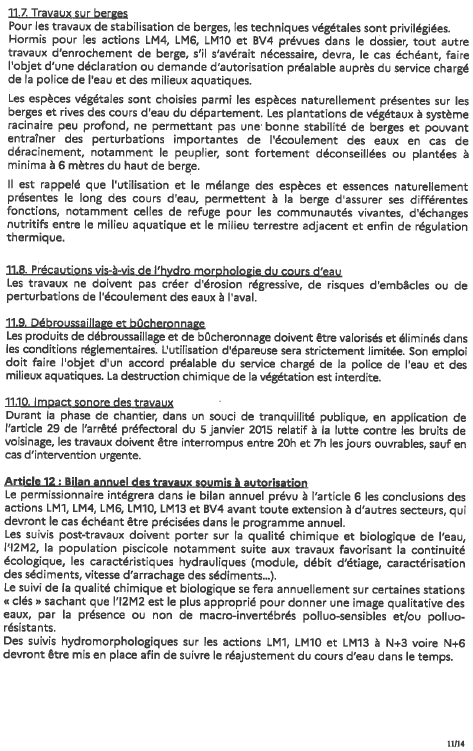 11.7. Travaux sur berges
Pour les travaux de stabilisation de berges, les techniques végétales sont privilégiées.
Hormis pour les actions LM4, LM6, LM10 et BV4 prévues dans le dossier, tout autre
travaux d'enrochement de berge, s'il s'avérait nécessaire, devra, le cas échéant, faire
l'objet d'une déclaration ou demande d'autorisation préalable auprès du service chargé
de la police de l'eau et des milieux aquatiques.
Les espèces végétales sont choisies parmi les espèces naturellement présentes sur les
berges et rives des cours d'eau du département. Les plantations de végétaux à système
racinaire peu profond, ne permettant pas une bonne stabilité de berges et pouvant
entraîner des perturbations importantes de l'écoulement des eaux en cas de
déracinement, notamment le peuplier, sont fortement déconseillées ou plantées à
minima à 6 mètres du haut de berge.
Il est rappelé que l'utilisation et le mélange des espèces et essences naturellement
présentes le long des cours d'eau, permettent à la berge d'assurer ses différentes
fonctions, notamment celles de refuge pour les communautés vivantes, d'échanges
nutritifs entre le milieu aquatique et le milieu terrestre adjacent et enfin de régulation
thermique.
11.8. Précautions vis-à-vis de l'hydro morphologie du cours d'eau
Les travaux ne doivent pas créer d'érosion régressive, de risques d'embâcles ou de
perturbations de l'écoulement des eaux à l'aval.
11.9. Débroussaillage et bûcheronnage
Les produits de débroussaillage et de bûcheronnage doivent être valorisés et éliminés dans
les conditions réglementaires. L'utilisation d'épareuse sera strictement limitée. Son emploi
doit faire l'objet d'un accord préalable du service chargé de la police de l'eau et des
milieux aquatiques. La destruction chimique de la végétation est interdite.
11.10. Impact sonore des travaux
Durant la phase de chantier, dans un souci de tranquillité publique, en application de
l'article 29 de l'arrêté préfectoral du 5 janvier 2015 relatif à la lutte contre les bruits de
voisinage, les travaux doivent être interrompus entre 20h et 7h les jours ouvrables, sauf en
cas d'intervention urgente.
Article 12 : Bilan annuel des travaux soumis à autorisation
Le permissionnaire intégrera dans le bilan annuel prévu à l'article 6 les conclusions des
actions LM1, LM4, LM6, LM10, LM13 et BV4 avant toute extension à d'autres secteurs, qui
devront le cas échéant être précisées dans le programme annuel.
Les suivis post-travaux doivent porter sur la qualité chimique et biologique de l'eau,
l'I2M2, la population piscicole notamment suite aux travaux favorisant la continuité
écologique, les caractéristiques hydrauliques (module, débit d'étiage, caractérisation
des sédiments, vitesse d'arrachage des sédiments...).
Le suivi de la qualité chimique et biologique se fera annuellement sur certaines stations
« clés » sachant que l'I2M2 est le plus approprié pour donner une image qualitative des
eaux, par la présence ou non de macro-invertébrés polluo-sensibles et/ou polluo-
résistants.
Des suivis hydromorphologiques sur les actions LM1, LM10 et LM13 à N+3 voire N+6
devront être mis en place afin de suivre le réajustement du cours d'eau dans le temps.
11/14